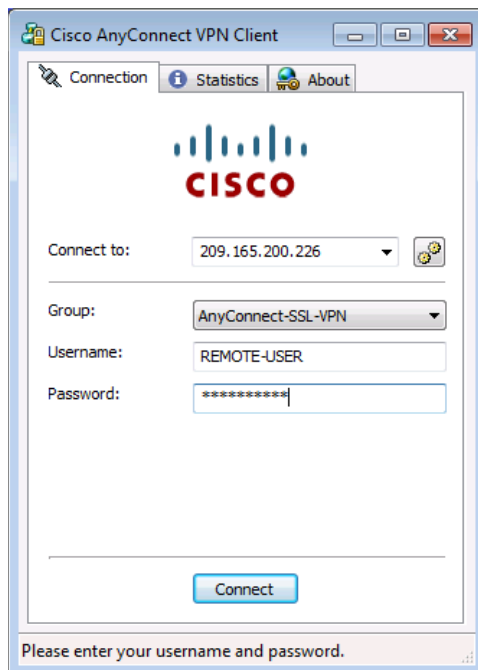 Cisco AnyConnect VPN Client
Connection Statistics About
CISCO
Connect to: 209.165.200.226
Group: AnyConnect-SSL-VPN
Username: REMOTE-USER
Password: **********
Connect
Please enter your username and password.